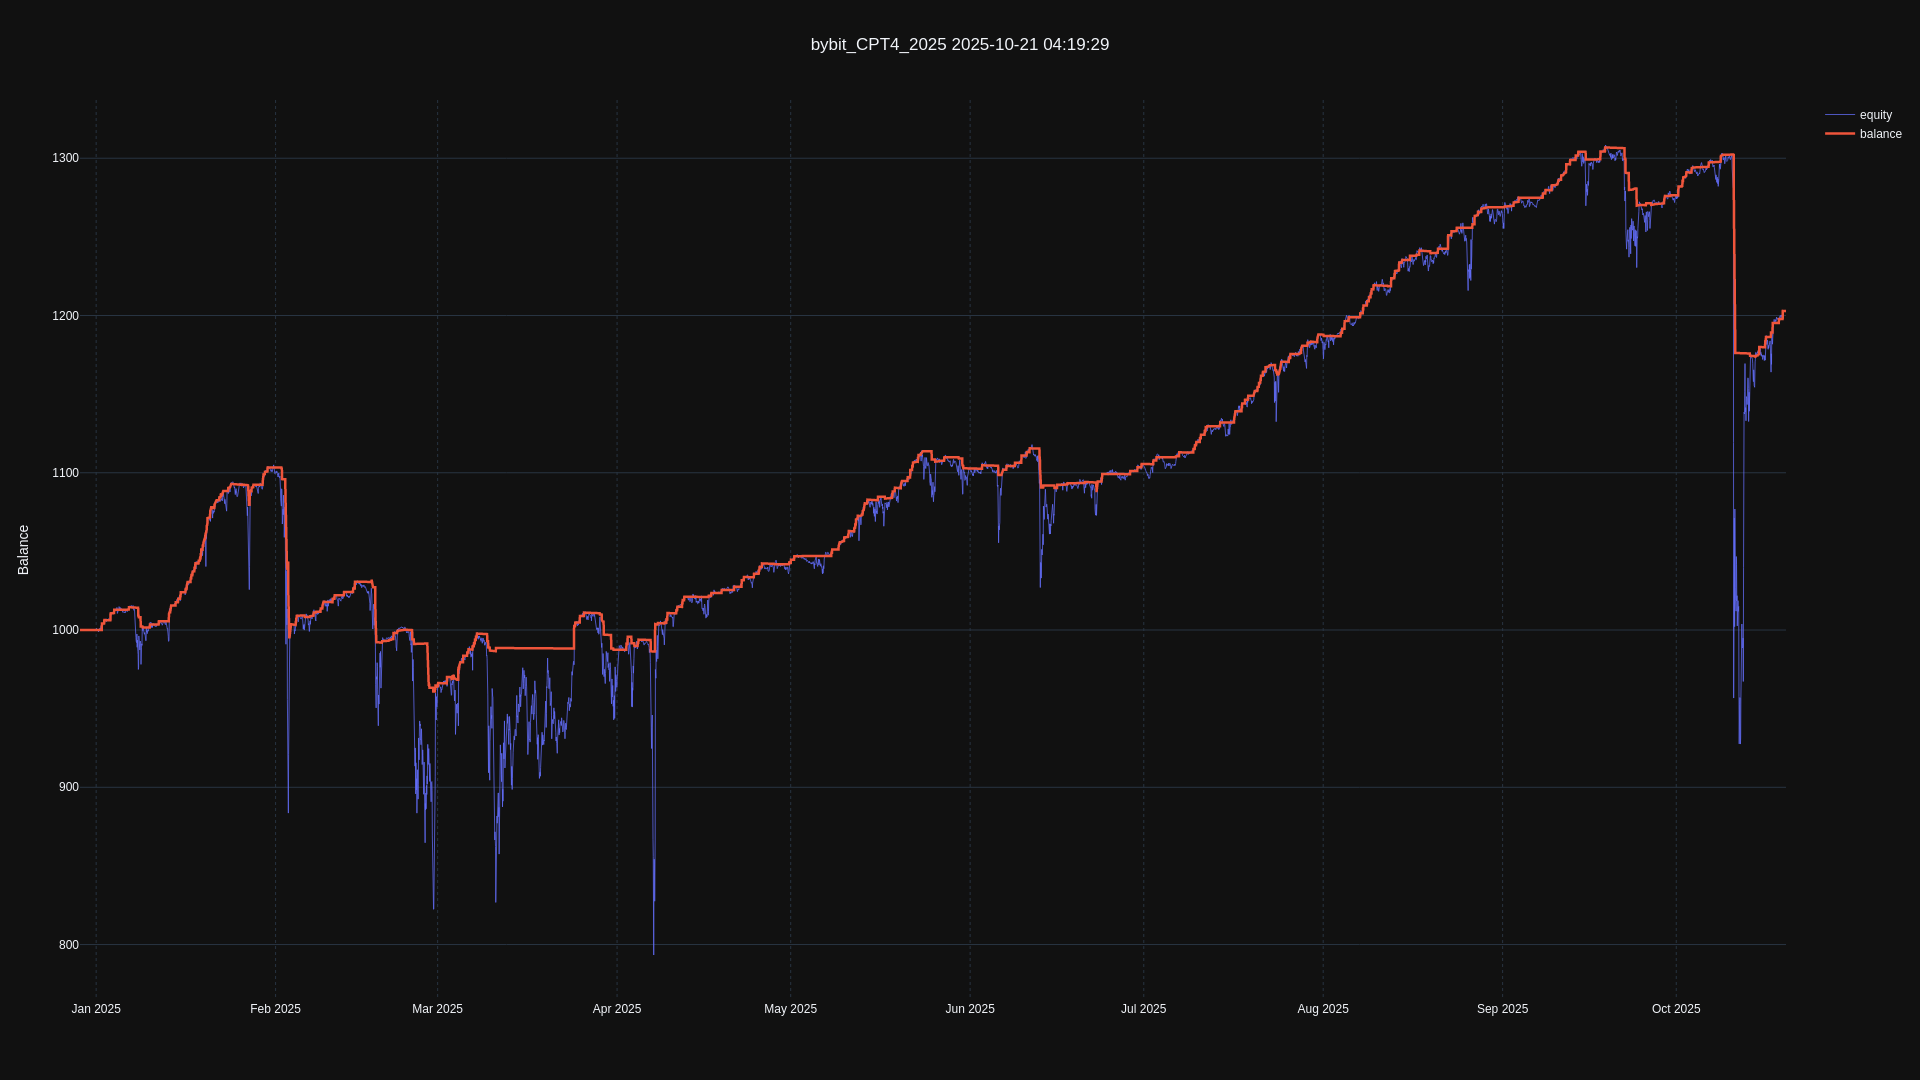 bybit_CPT4_2025 2025-10-21 04:19:29
equity
balance
Balance
1300
1200
1100
1000
900
800
Jan 2025
Feb 2025
Mar 2025
Apr 2025
May 2025
Jun 2025
Jul 2025
Aug 2025
Sep 2025
Oct 2025